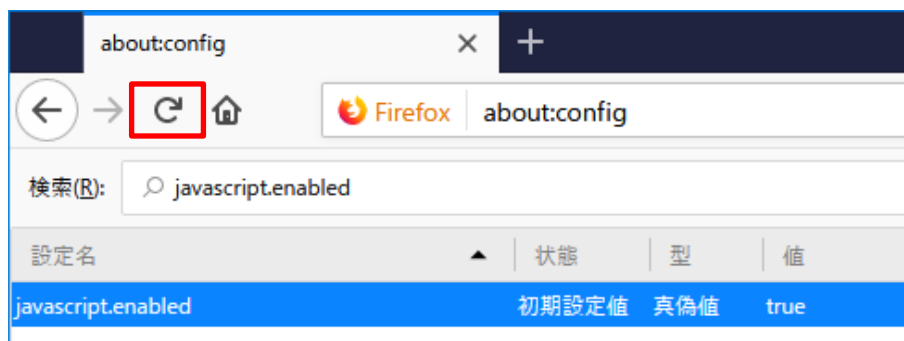 about:config
Firefox about:config
検索(R): javascript.enabled
設定名 状態 型 値
javascript.enabled 初期設定値 真偽値 true